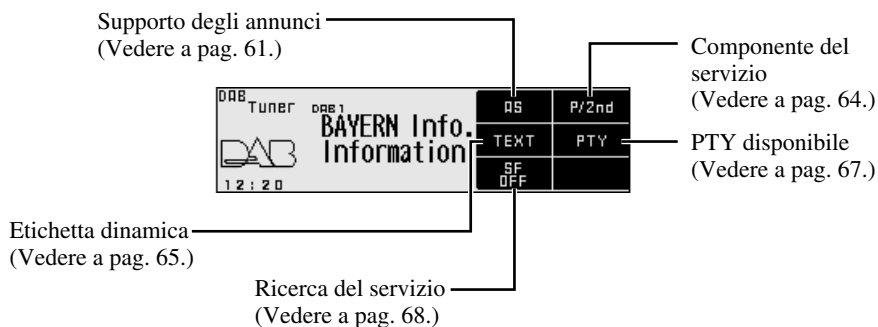 Supporto degli annunci
(Vedere a pag. 61.)
Componente del
servizio
(Vedere a pag. 64.)
DAB
Tuner
DAB1
BAYERN Info.
Information
DAB
12:20
AS
P/2nd
TEXT
PTY
SF
OFF
PTY disponibile
(Vedere a pag. 67.)
Etichetta dinamica
(Vedere a pag. 65.)
Ricerca del servizio
(Vedere a pag. 68.)